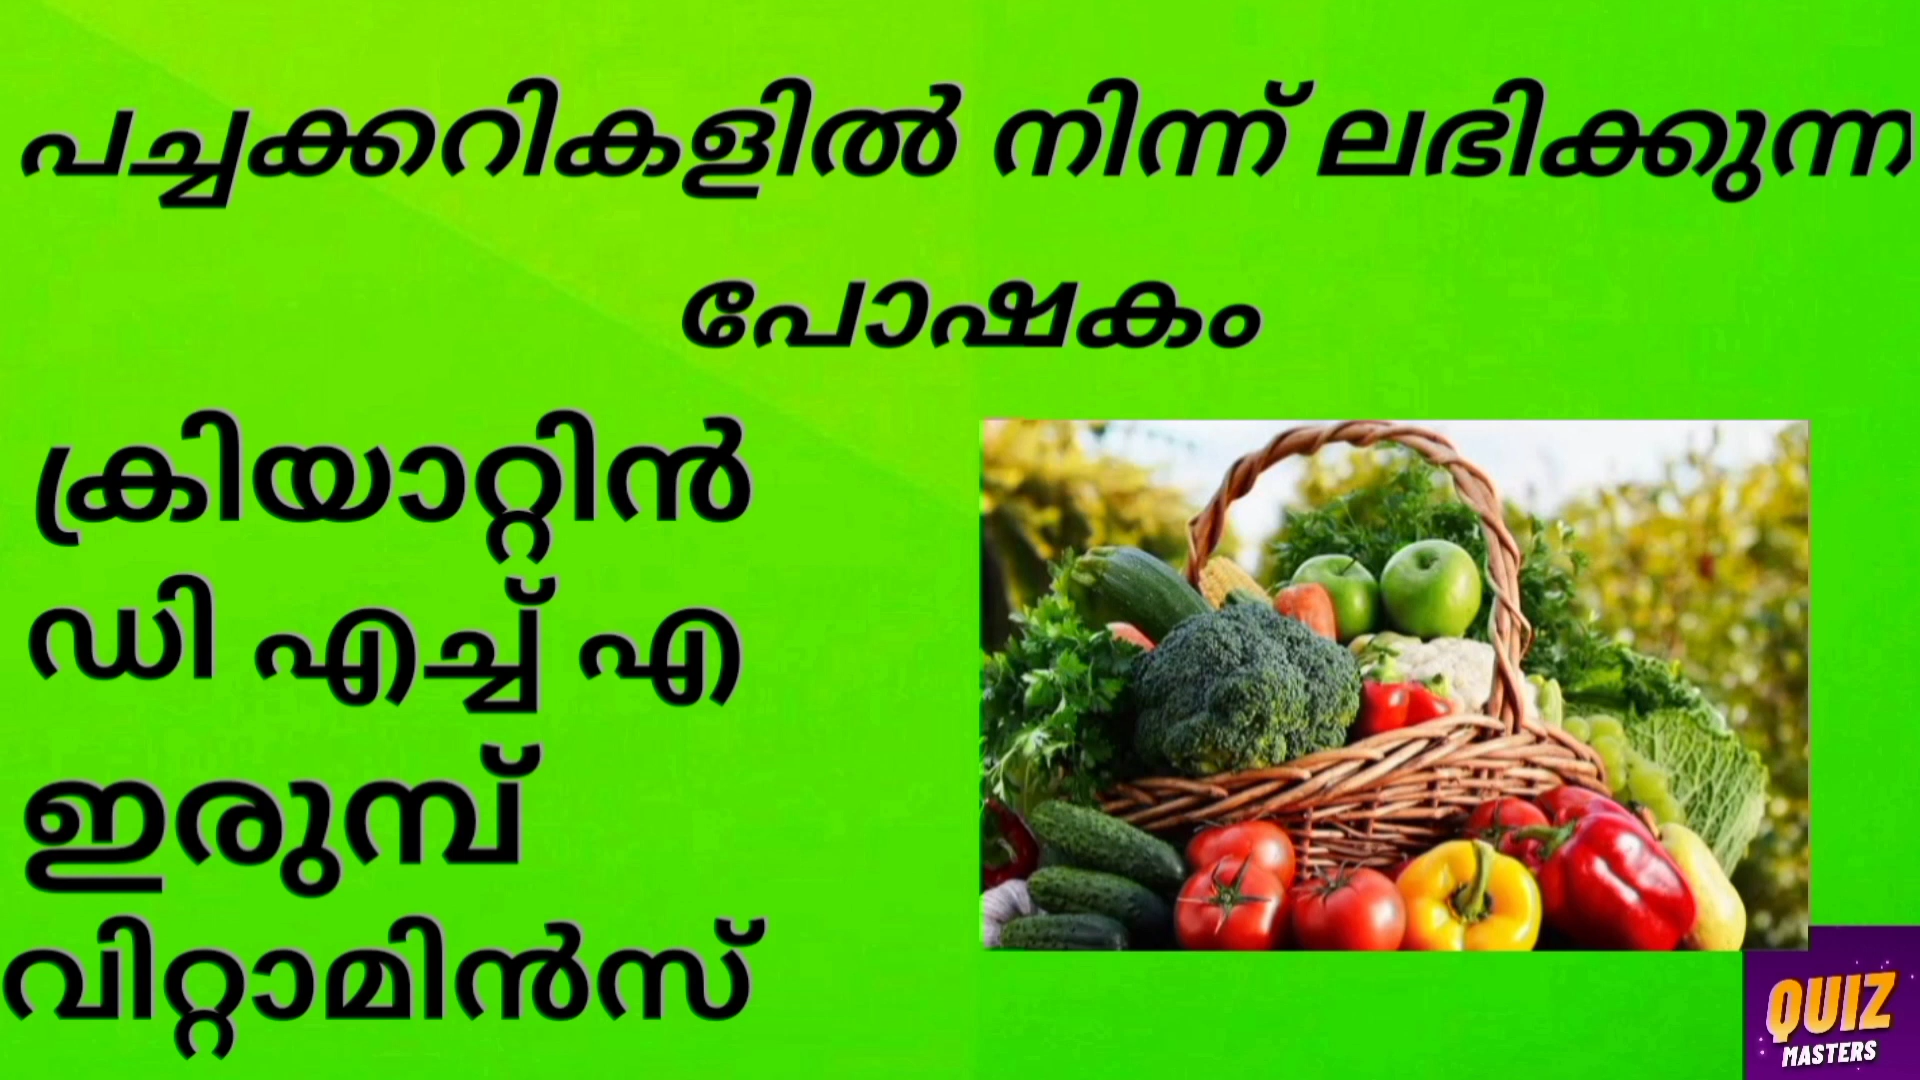 പച്ചക്കറികളിൽ നിന്ന് ലഭിക്കുന്ന
പോഷകം
ക്രിയാറ്റിൻ
ഡി എച്ച് എ
ഇരുമ്പ്
വിറ്റാമിൻസ്
QUIZ
MASTERS